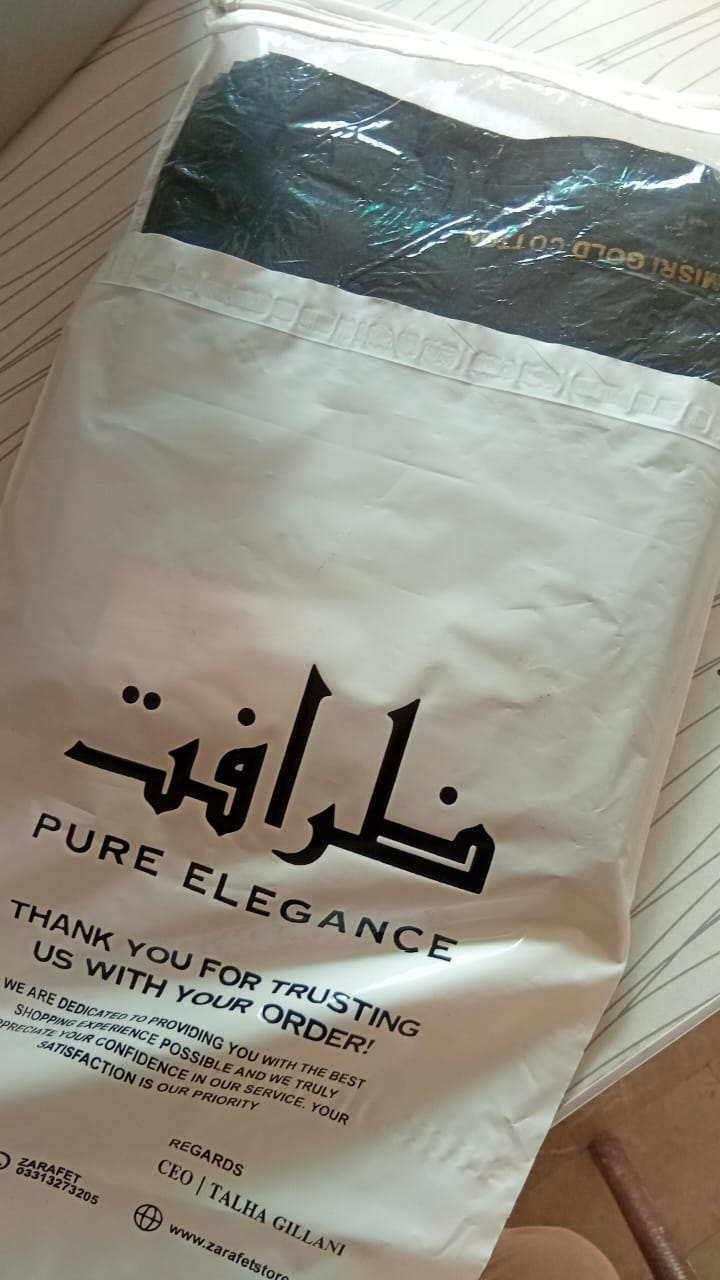 MISRI GOLD COTTON
ظرافت
PURE ELEGANCE
THANK YOU FOR TRUSTING
US WITH YOUR ORDER!
WE ARE DEDICATED TO PROVIDING YOU WITH THE BEST
SHOPPING EXPERIENCE POSSIBLE AND WE TRULY
YOUR CONFIDENCE IN OUR SERVICE. YOUR
SATISFACTION IS OUR PRIORITY
REGARDS
CEO | TALHA GILLANI
ZARAFET
03313273205
www.zarafetstore